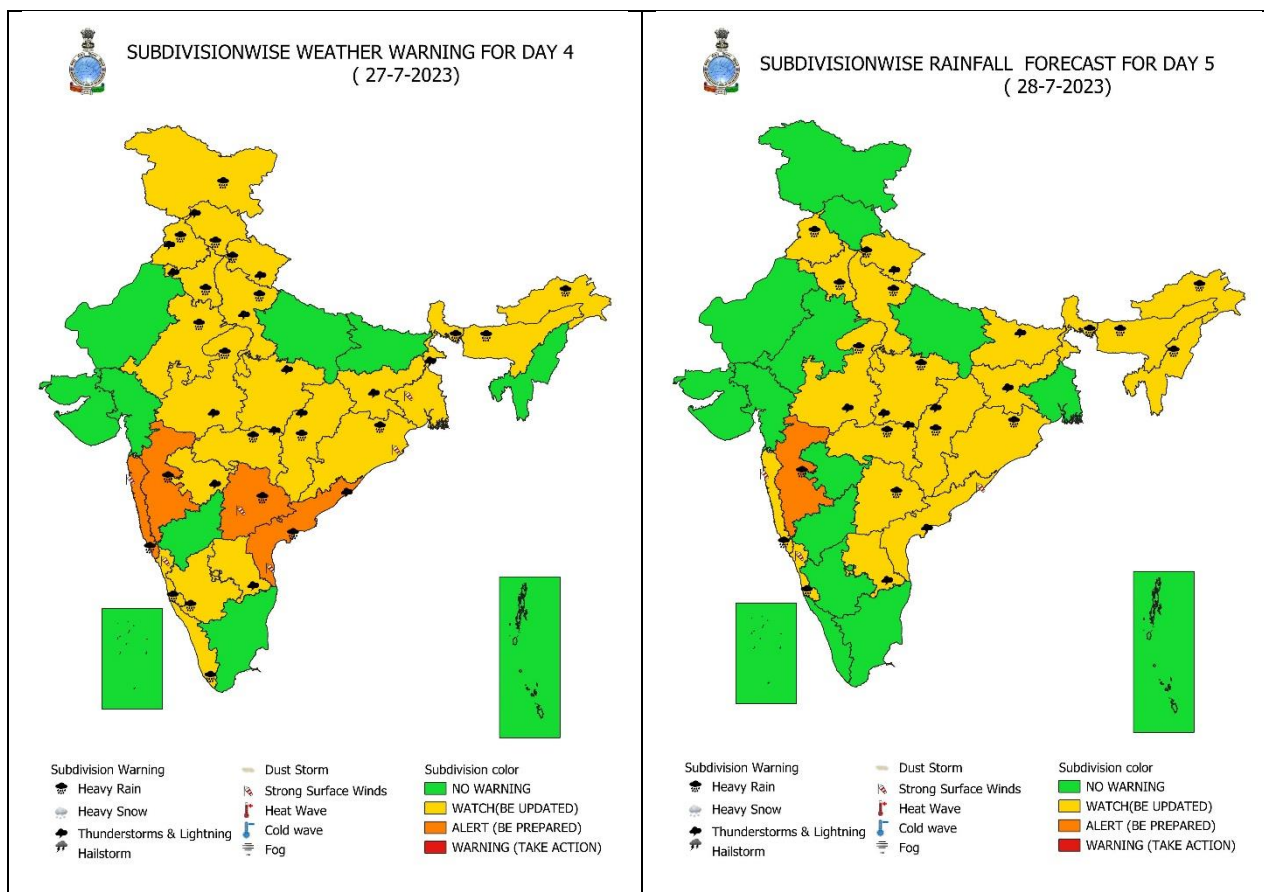 SUBDIVISIONWISE WEATHER WARNING FOR DAY 4
( 27-7-2023)
Subdivision Warning
Heavy Rain
Heavy Snow
Thunderstorms & Lightning
Hailstorm
Dust Storm
Strong Surface Winds
Heat Wave
Cold wave
Fog
Subdivision color
NO WARNING
WATCH(BE UPDATED)
ALERT (BE PREPARED)
WARNING (TAKE ACTION)
SUBDIVISIONWISE RAINFALL FORECAST FOR DAY 5
( 28-7-2023)
Subdivision Warning
Heavy Rain
Heavy Snow
Thunderstorms & Lightning
Hailstorm
Dust Storm
Strong Surface Winds
Heat Wave
Cold wave
Fog
Subdivision color
NO WARNING
WATCH(BE UPDATED)
ALERT (BE PREPARED)
WARNING (TAKE ACTION)